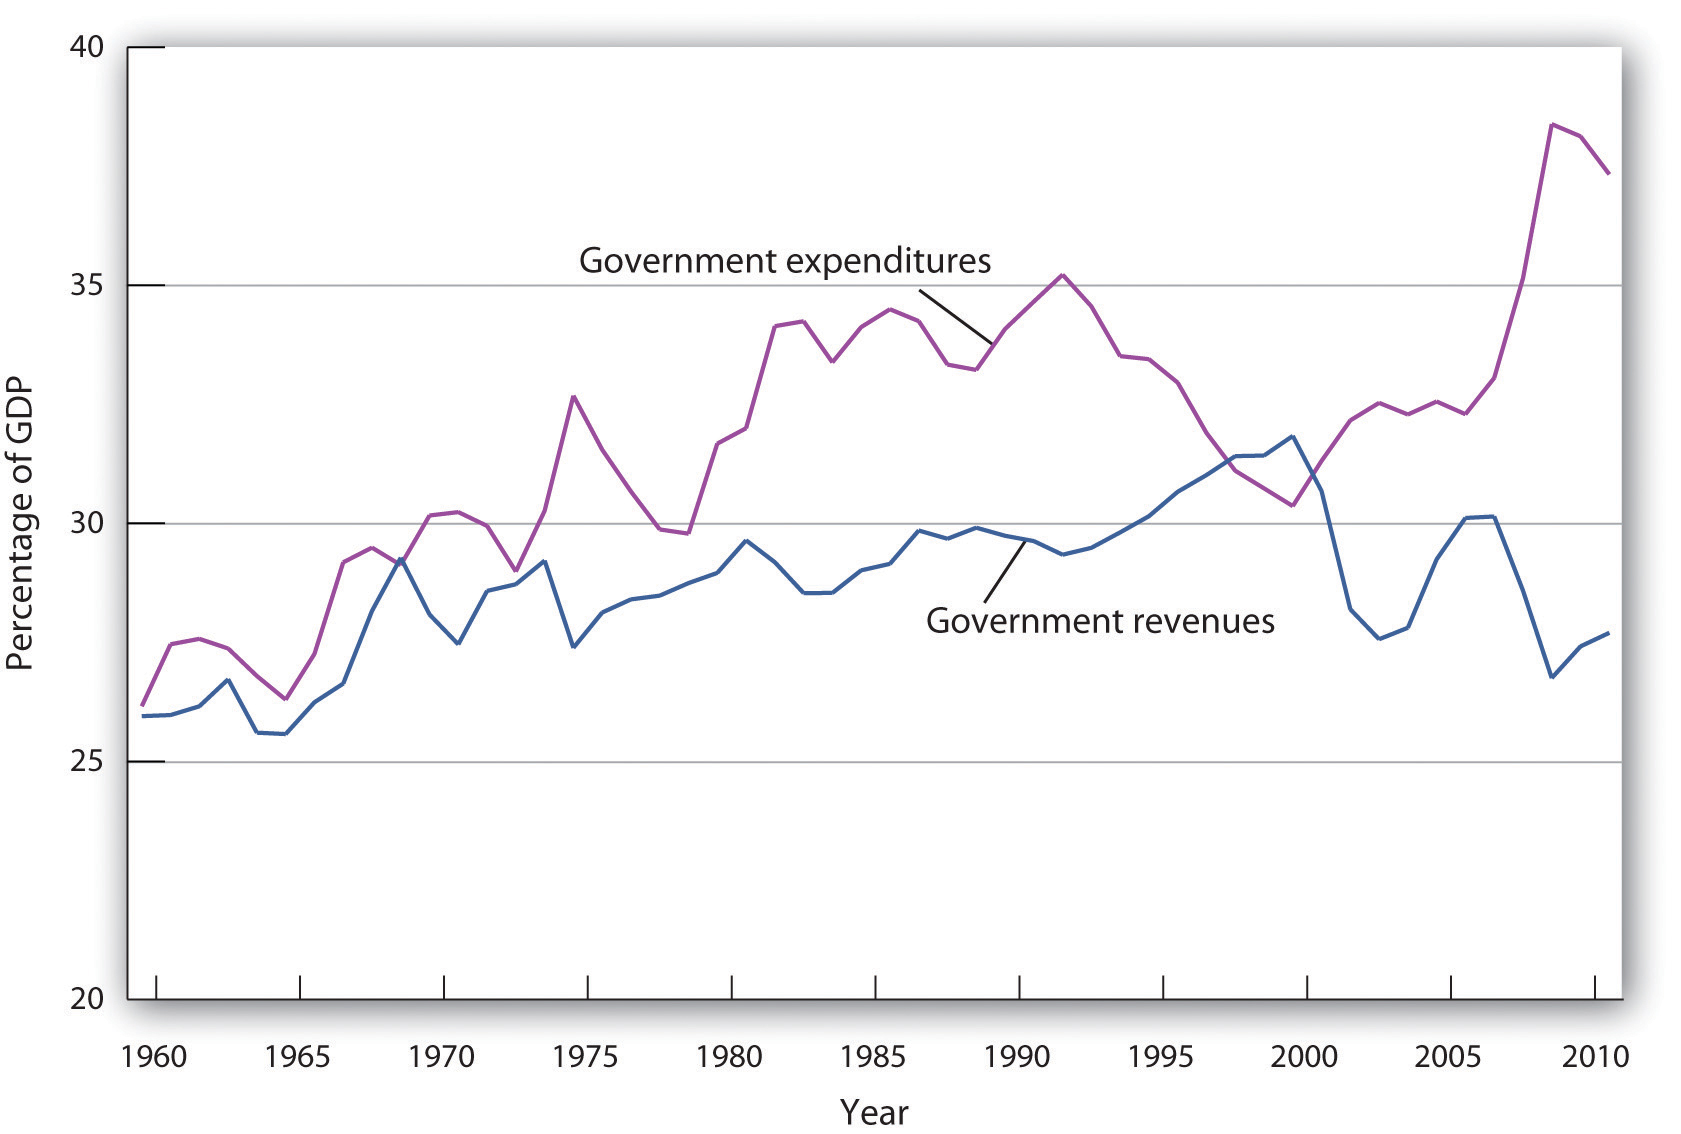 40
35
30
25
20
Percentage of GDP
Government expenditures
Government revenues
1960 1965 1970 1975 1980 1985 1990 1995 2000 2005 2010
Year